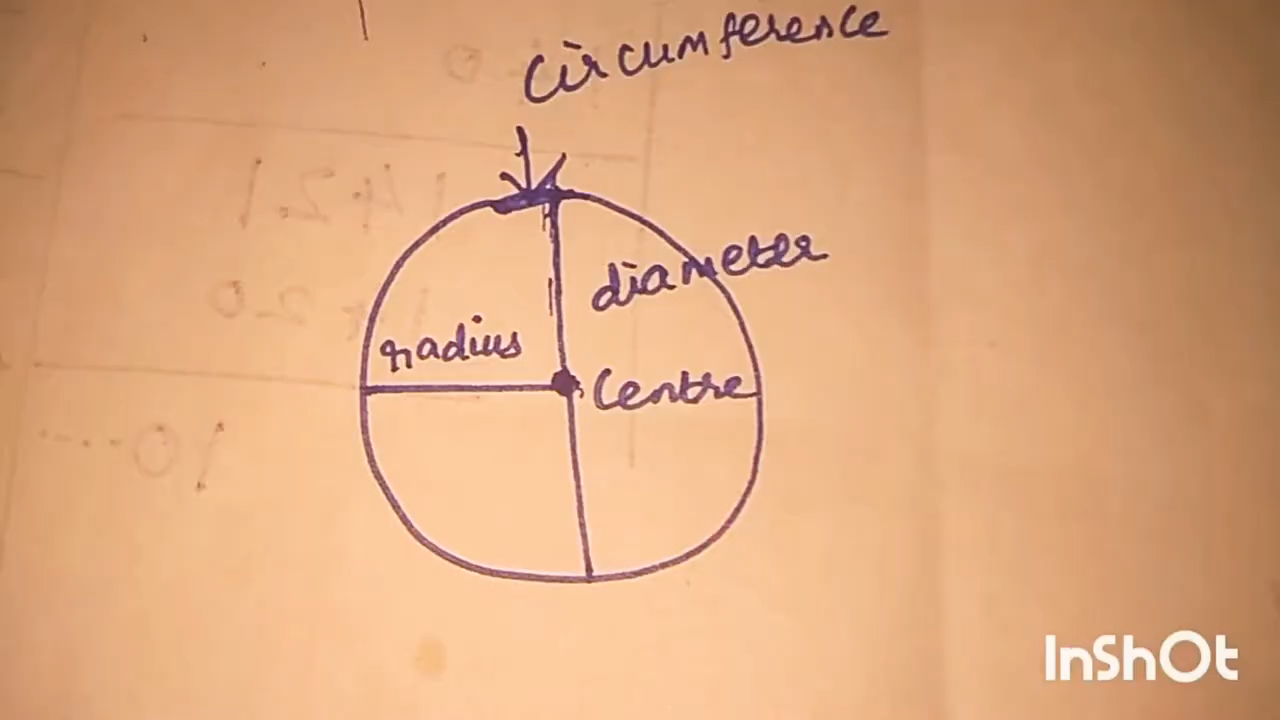 Circumference
diameter
radius
Centre
InShOt